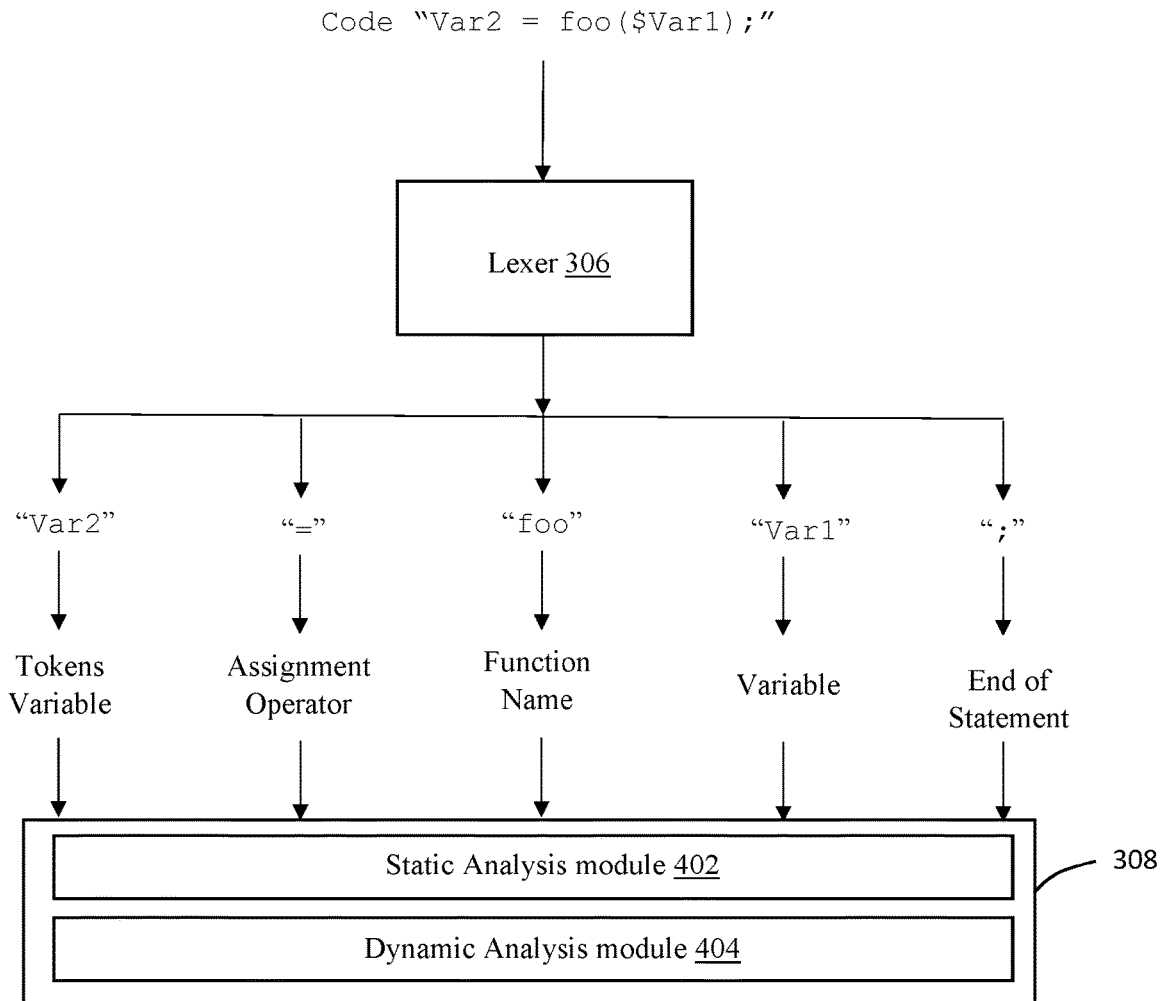 Code “Var2 = foo($Var1);”
Lexer 306
“Var2” “=” “foo” “Var1” “;”
Tokens Variable
Assignment Operator
Function Name
Variable
End of Statement
Static Analysis module 402
308
Dynamic Analysis module 404